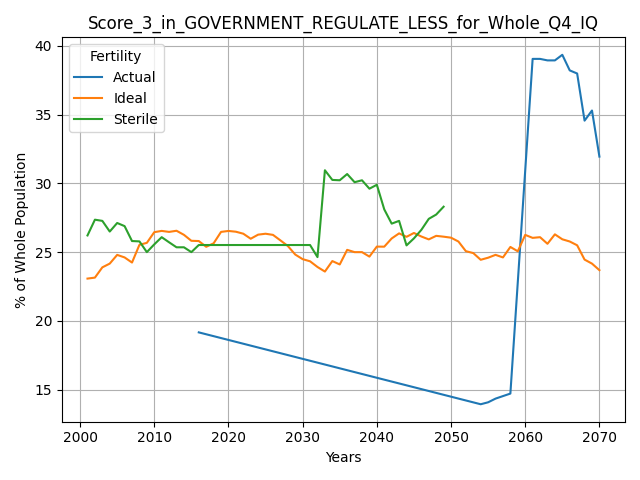 Score_3_in_GOVERNMENT_REGULATE_LESS_for_Whole_Q4_IQ
Fertility
Actual
Ideal
Sterile
% of Whole Population
40
35
30
25
20
15
2000 2010 2020 2030 2040 2050 2060 2070
Years